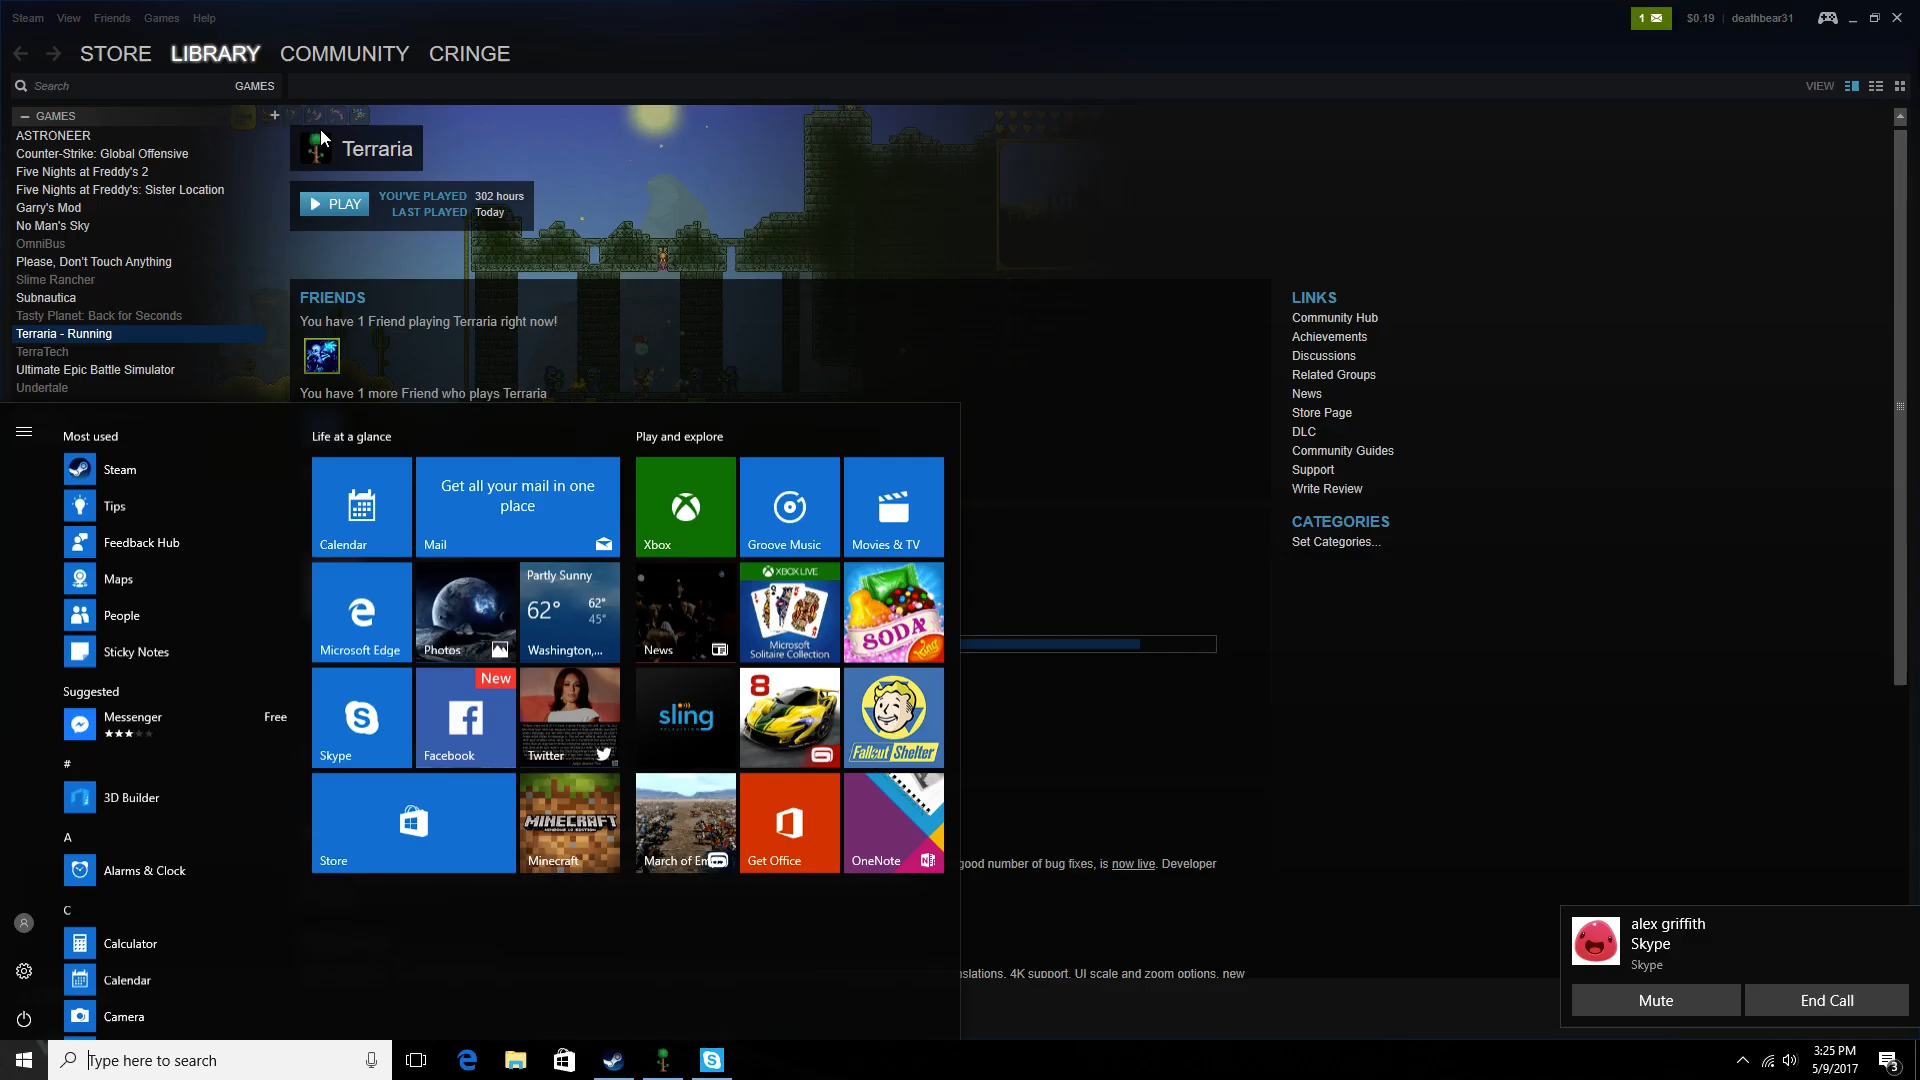 Steam View Friends Games Help
1 $0.19 deathbear31
STORE LIBRARY COMMUNITY CRINGE
Search GAMES
VIEW
GAMES
ASTRONEER
Counter-Strike: Global Offensive
Five Nights at Freddy's 2
Five Nights at Freddy's: Sister Location
Garry's Mod
No Man's Sky
OmniBus
Please, Don't Touch Anything
Slime Rancher
Subnautica
Tasty Planet: Back for Seconds
Terraria - Running
TerraTech
Ultimate Epic Battle Simulator
Undertale
Terraria
PLAY
YOU'VE PLAYED 302 hours
LAST PLAYED Today
FRIENDS
You have 1 Friend playing Terraria right now!
You have 1 more Friend who plays Terraria
LINKS
Community Hub
Achievements
Discussions
Related Groups
News
Store Page
DLC
Community Guides
Support
Write Review
CATEGORIES
Set Categories...
Most used
Steam
Tips
Feedback Hub
Maps
People
Sticky Notes
Suggested
Messenger Free
#
3D Builder
A
Alarms & Clock
C
Calculator
Calendar
Camera
Life at a glance
Calendar
Get all your mail in one
place
Mail
Microsoft Edge
Photos
Partly Sunny
62° 62°
45°
Washington,...
Skype
New
Facebook
Twitter
Store
MINECRAFT
WINDOWS 10 EDITION
Minecraft
Play and explore
Xbox
Groove Music
Movies & TV
News
XBOX LIVE
Microsoft
Solitaire Collection
SODA
King
sling
TELEVISION
8
Fallout Shelter
March of Em
Get Office
OneNote
good number of bug fixes, is now live. Developer
slations, 4K support, UI scale and zoom options, new
alex griffith
Skype
Skype
Mute End Call
Type here to search
3:25 PM
5/9/2017
3